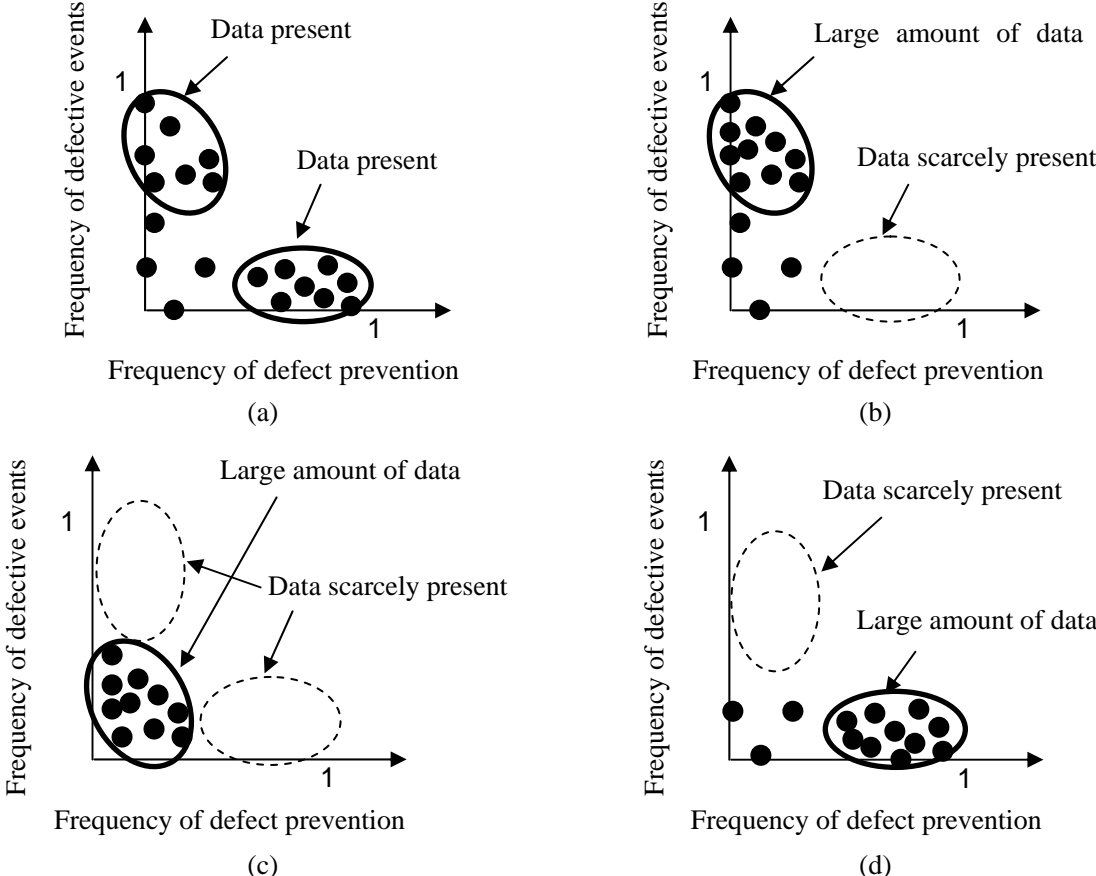 Data present
Data present
1
1
Frequency of defective events
Frequency of defect prevention
(a)
Large amount of data
Data scarcely present
1
1
Frequency of defective events
Frequency of defect prevention
(b)
Large amount of data
Data scarcely present
1
1
Frequency of defective events
Frequency of defect prevention
(c)
Data scarcely present
Large amount of data
1
1
Frequency of defective events
Frequency of defect prevention
(d)